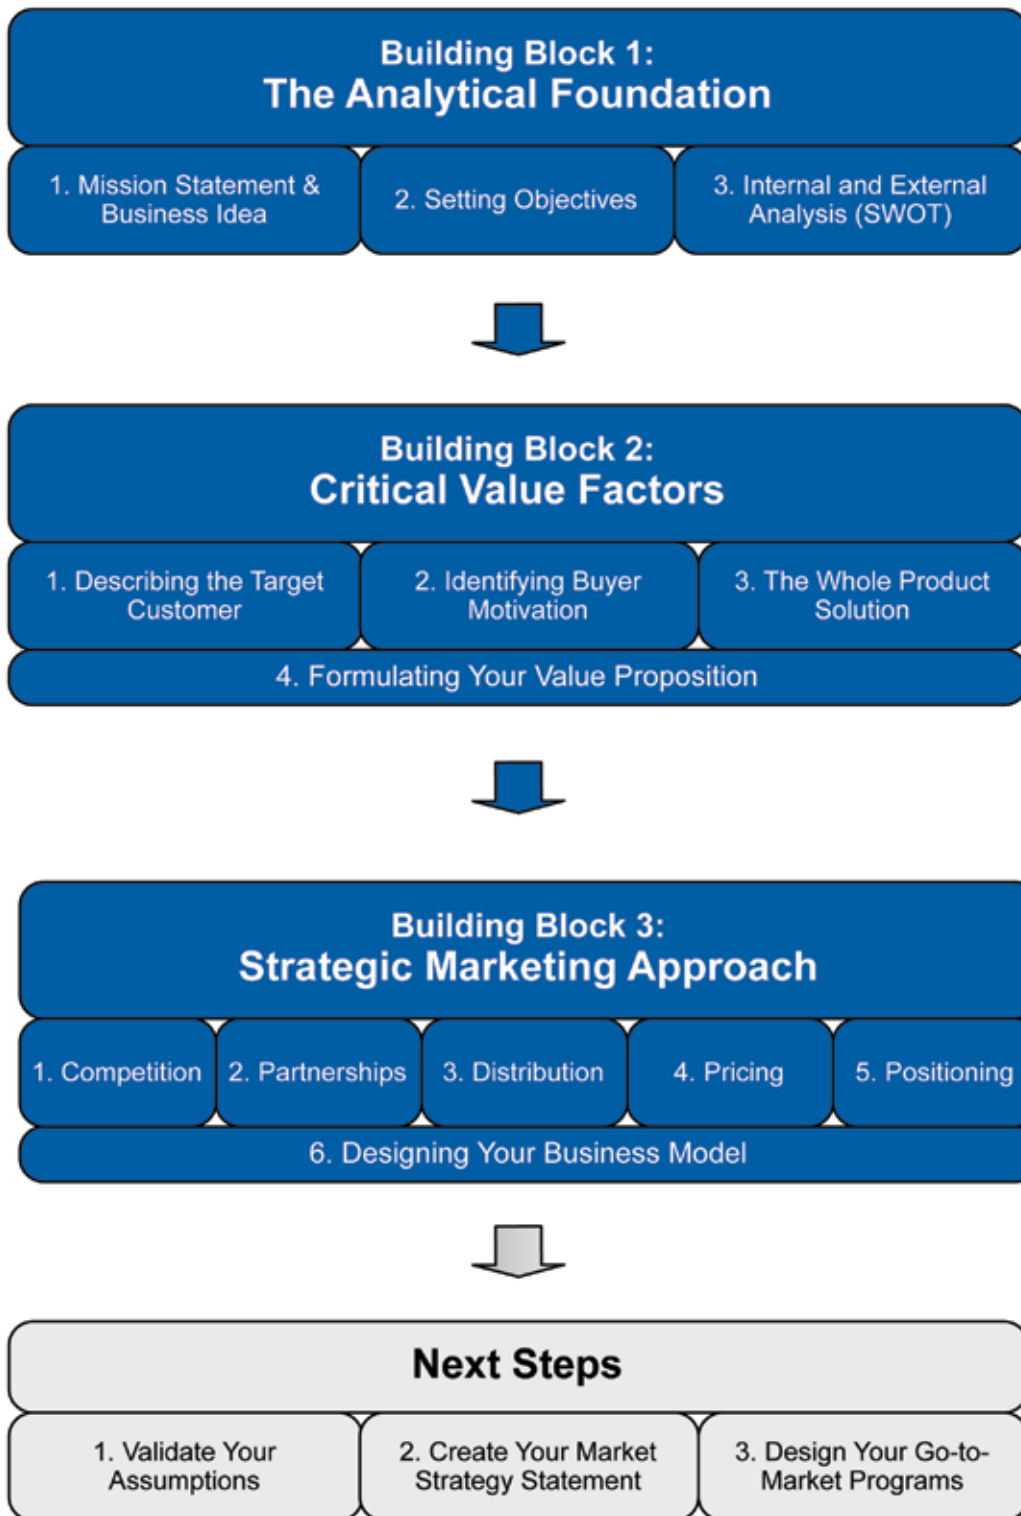 Building Block 1:
The Analytical Foundation
1. Mission Statement &
Business Idea
2. Setting Objectives
3. Internal and External
Analysis (SWOT)
Building Block 2:
Critical Value Factors
1. Describing the Target
Customer
2. Identifying Buyer
Motivation
3. The Whole Product
Solution
4. Formulating Your Value Proposition
Building Block 3:
Strategic Marketing Approach
1. Competition
2. Partnerships
3. Distribution
4. Pricing
5. Positioning
6. Designing Your Business Model
Next Steps
1. Validate Your
Assumptions
2. Create Your Market
Strategy Statement
3. Design Your Go-to-
Market Programs